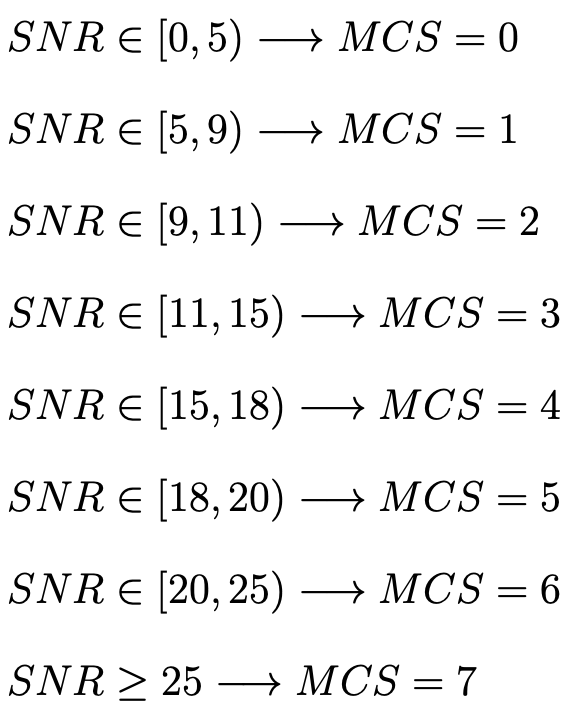 SNR ∈ [0, 5) ⟶ MCS = 0
SNR ∈ [5, 9) ⟶ MCS = 1
SNR ∈ [9, 11) ⟶ MCS = 2
SNR ∈ [11, 15) ⟶ MCS = 3
SNR ∈ [15, 18) ⟶ MCS = 4
SNR ∈ [18, 20) ⟶ MCS = 5
SNR ∈ [20, 25) ⟶ MCS = 6
SNR ≥ 25 ⟶ MCS = 7